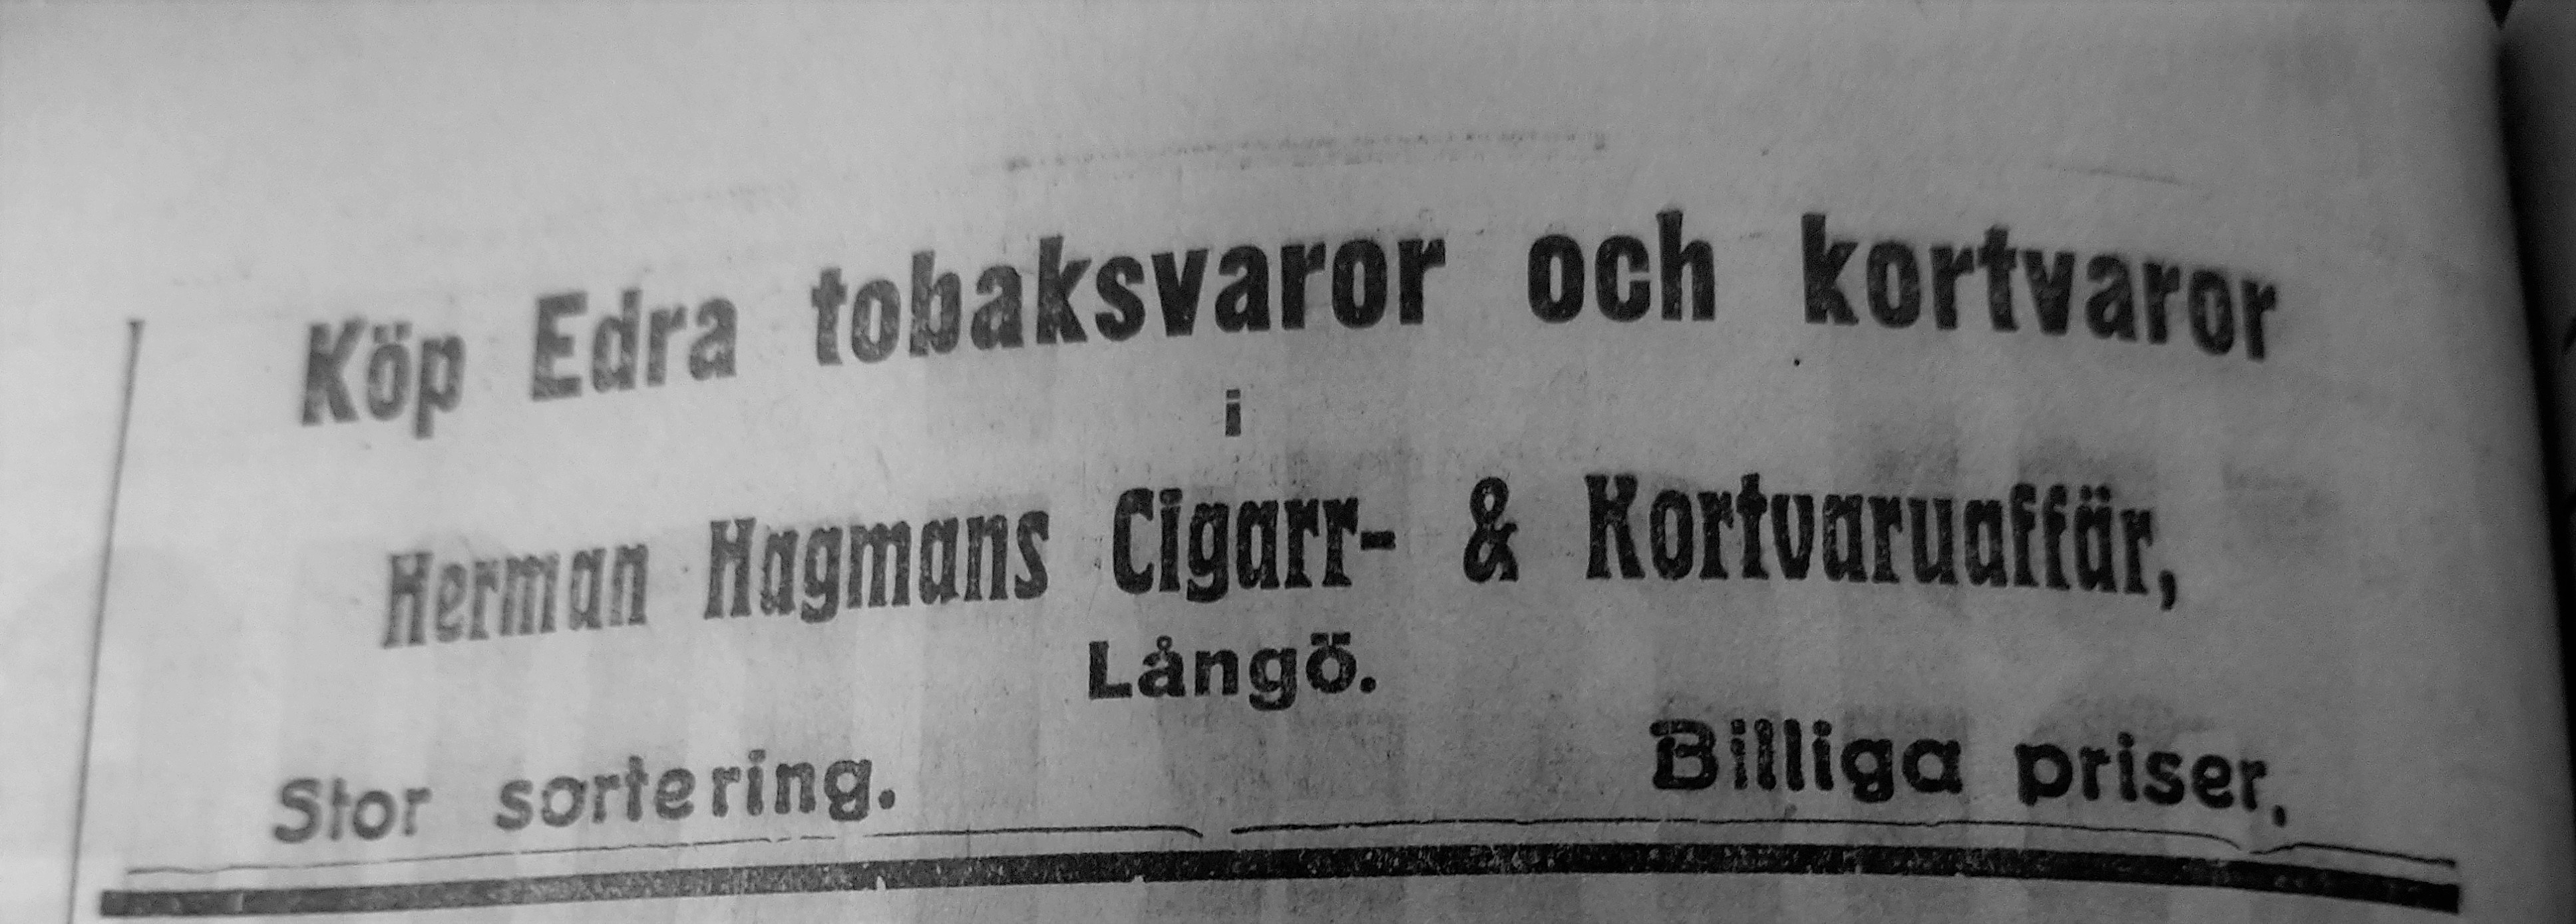 Köp Edra tobaksvaror och kortvaror
i
Herman Hagmans Cigarr- & Kortvaruaffär,
Långö.
Stor sortering. Billiga priser.